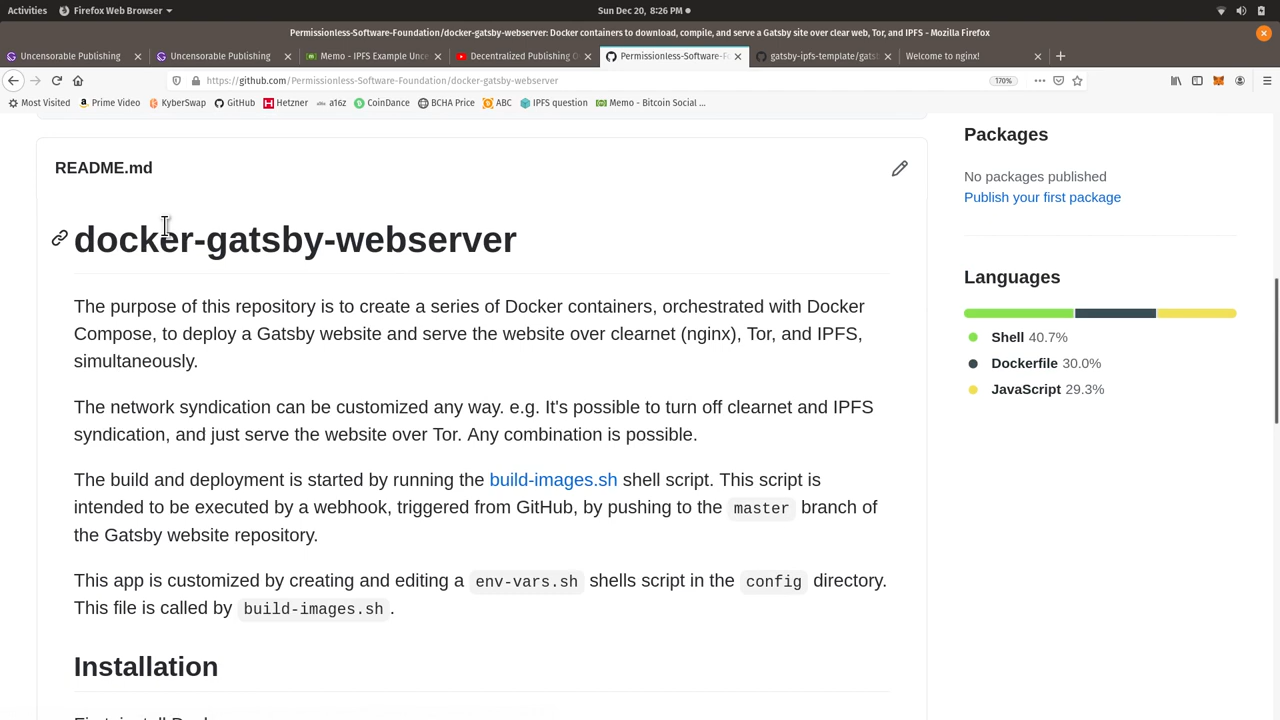 Activities Firefox Web Browser Sun Dec 20, 8:26 PM
Permissionless-Software-Foundation/docker-gatsby-webserver: Docker containers to download, compile, and serve a Gatsby site over clear web, Tor, and IPFS - Mozilla Firefox
Uncensorable Publishing Uncensorable Publishing Memo - IPFS Example Unce Decentralized Publishing D Permissionless-Software-F gatsby-ipfs-template/gats Welcome to nginx!
https://github.com/Permissionless-Software-Foundation/docker-gatsby-webserver 170%
Most Visited Prime Video KyberSwap GitHub Hetzner a16z CoinDance BCHA Price ABC IPFS question Memo - Bitcoin Social ...
README.md
docker-gatsby-webserver
The purpose of this repository is to create a series of Docker containers, orchestrated with Docker
Compose, to deploy a Gatsby website and serve the website over clearnet (nginx), Tor, and IPFS,
simultaneously.
The network syndication can be customized any way. e.g. It's possible to turn off clearnet and IPFS
syndication, and just serve the website over Tor. Any combination is possible.
The build and deployment is started by running the build-images.sh shell script. This script is
intended to be executed by a webhook, triggered from GitHub, by pushing to the master branch of
the Gatsby website repository.
This app is customized by creating and editing a env-vars.sh shells script in the config directory.
This file is called by build-images.sh.
Installation
Packages
No packages published
Publish your first package
Languages
Shell 40.7%
Dockerfile 30.0%
JavaScript 29.3%